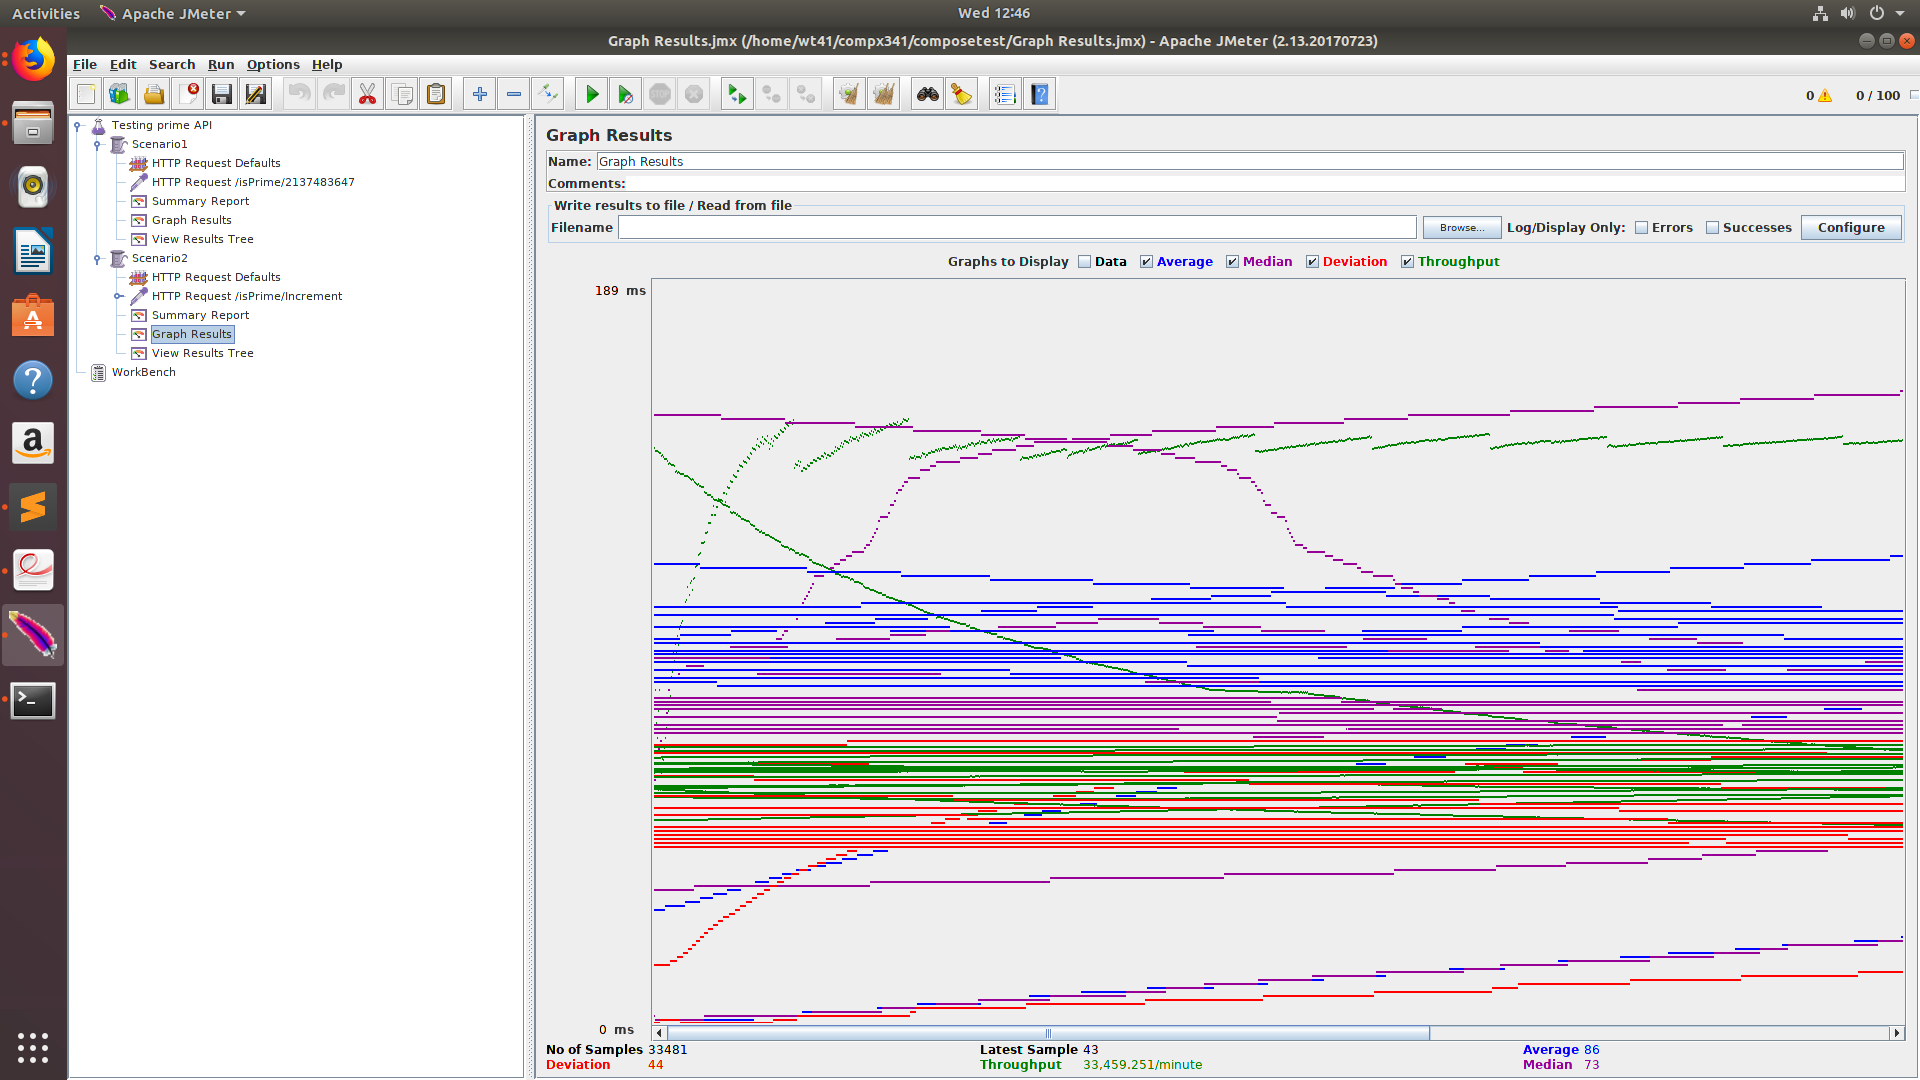 Activities Apache JMeter Wed 12:46
Graph Results.jmx (/home/wt41/compx341/composetest/Graph Results.jmx) - Apache JMeter (2.13.20170723)
File Edit Search Run Options Help
STOP 0 0 / 100
Testing prime API
Scenario1
HTTP Request Defaults
HTTP Request /isPrime/2137483647
Summary Report
Graph Results
View Results Tree
Scenario2
HTTP Request Defaults
HTTP Request /isPrime/Increment
Summary Report
Graph Results
View Results Tree
WorkBench
Graph Results
Name: Graph Results
Comments:
Write results to file / Read from file
Filename Browse... Log/Display Only: Errors Successes Configure
Graphs to Display Data Average Median Deviation Throughput
189 ms
0 ms
No of Samples 33481 Latest Sample 43 Average 86
Deviation 44 Throughput 33,459.251/minute Median 73